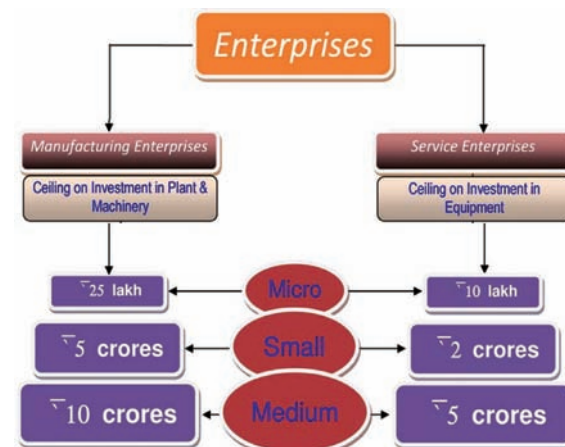 Enterprises
Manufacturing Enterprises
Service Enterprises
Ceiling on Investment in Plant &
Machinery
Ceiling on Investment in
Equipment
25 lakh
Micro
10 lakh
5 crores
Small
2 crores
10 crores
Medium
5 crores